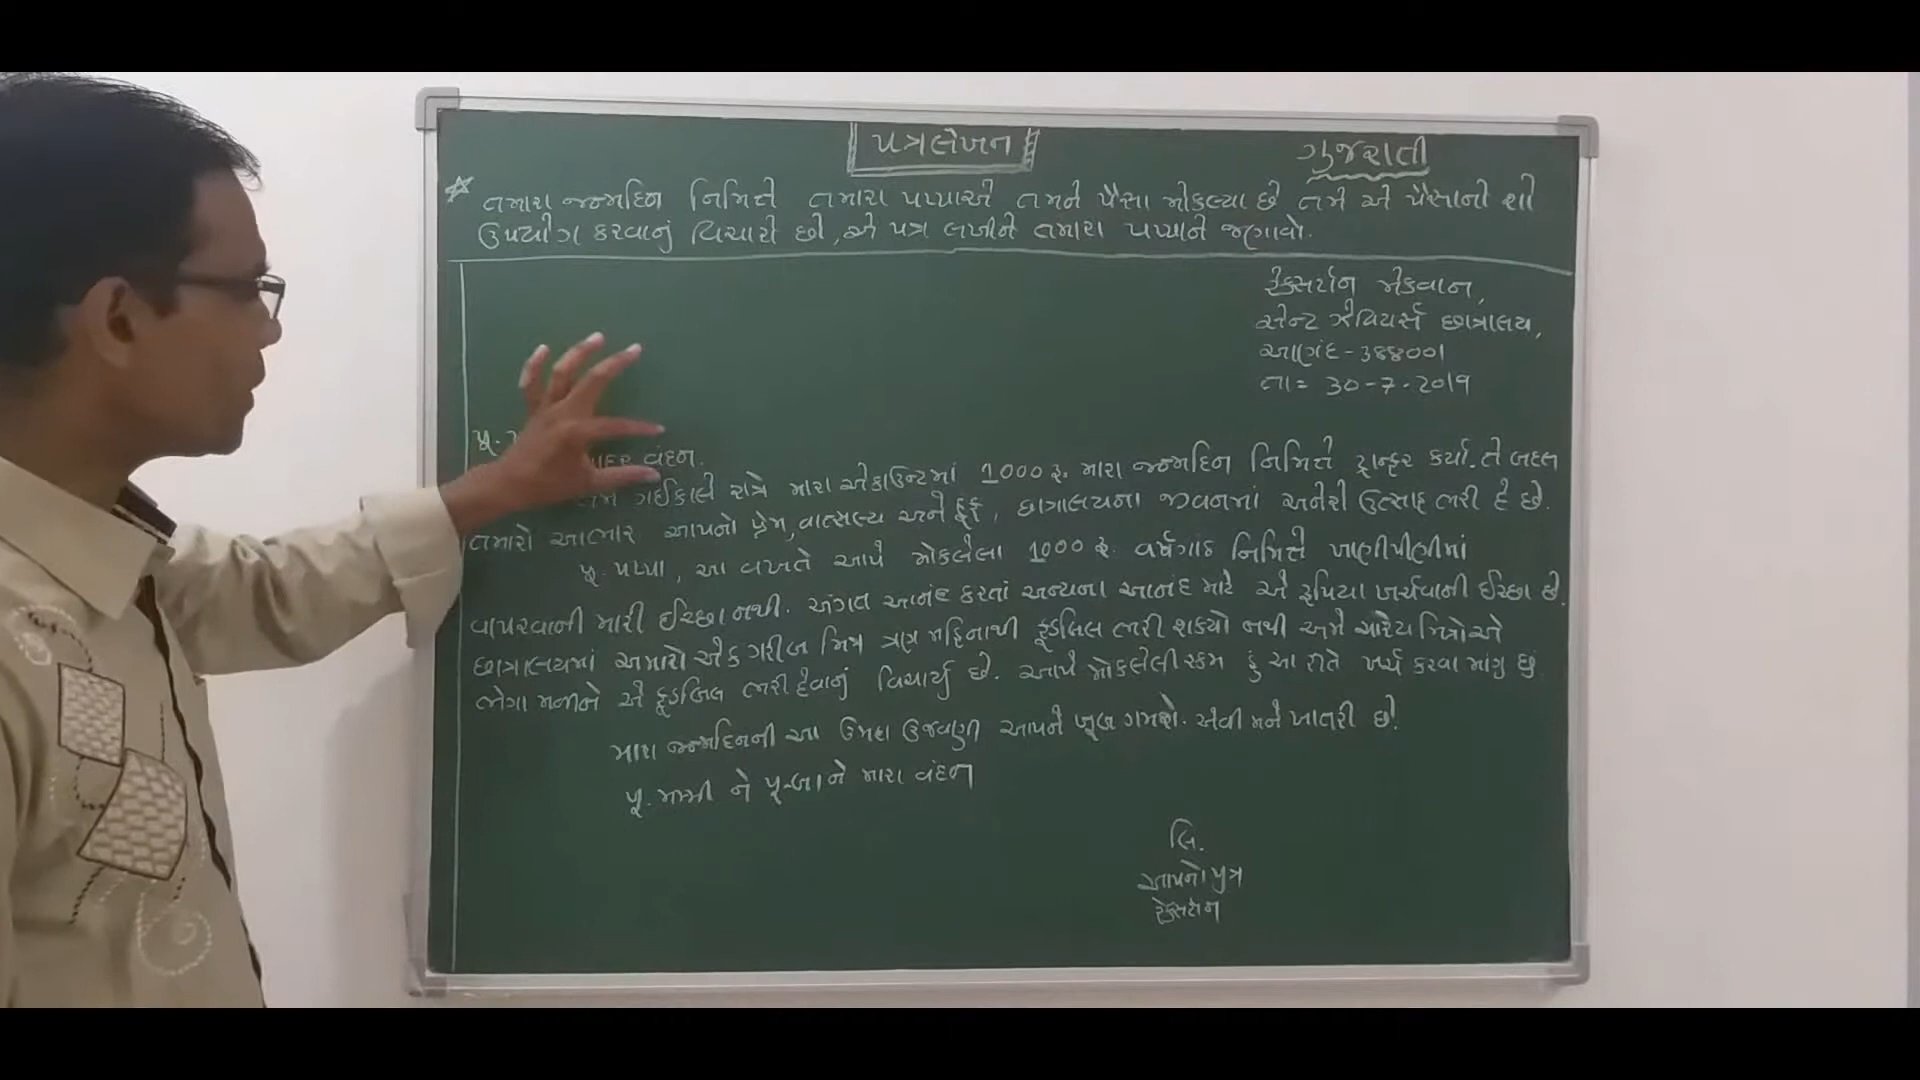 પત્રલેખન
ગુજરાતી
તમારા જન્મદિન નિમિત્તે તમારા પપ્પાએ તમને પૈસા મોકલ્યા છે તમે એ પૈસાનો શો
ઉપયોગ કરવાનું વિચારો છો, એ પત્ર લખીને તમારા પપ્પાને જણાવો.
રેક્સટોન મેકવાન,
સેન્ટ ઝેવિયર્સ છાત્રાલય,
આણંદ-૩૪૪૦૦૧
તા= 30-7-2019
પૂ.
સાદર વંદન.
ગઈકાલે રાત્રે મારા એકાઉન્ટમાં 1000 રૂ. મારા જન્મદિન નિમિત્તે ટ્રાન્ફર કર્યા. તે બદલ
તમારો આભાર આપનો પ્રેમ, વાત્સલ્ય અને હૂંફ, છાત્રાલયના જીવનમાં અનેરો ઉત્સાહ ભરી દે છે.
પૂ. પપ્પા, આ વખતે આપે મોકલેલા 1000 રૂ. વર્ષગાંઠ નિમિત્તે ખાણીપીણીમાં
વાપરવાની મારી ઈચ્છા નથી. અંગત આનંદ કરતાં અન્યના આનંદ માટે એ રૂપિયા ખર્ચવાની ઈચ્છા છે.
છાત્રાલયમાં અમારો એક ગરીબ મિત્ર ત્રણ મહિનાથી ફૂડબિલ ભરી શક્યો નથી અમે ચારેય મિત્રોએ
ભેગા મળીને એ ફૂડબિલ ભરી દેવાનું વિચાર્યું છે. આપે મોકલેલી રકમ હું આ રીતે ખર્ચ કરવા માંગુ છું
મારા જન્મદિનની આ ઉમદા ઉજવણી આપને ખૂબ ગમશે. એવી મને ખાતરી છે.
પૂ. મમ્મી ને પૂ.બા ને મારા વંદન
લિ.
આપનો પુત્ર
રેક્સટોન